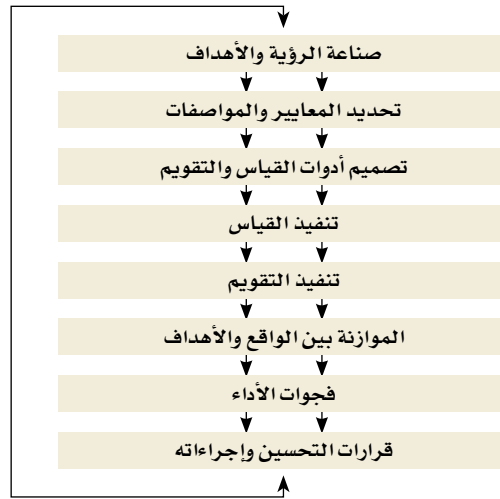 صناعة الرؤية والأهداف
تحديد المعايير والمواصفات
تصميم أدوات القياس والتقويم
تنفيذ القياس
تنفيذ التقويم
الموازنة بين الواقع والأهداف
فجوات الأداء
قرارات التحسين وإجراءاته